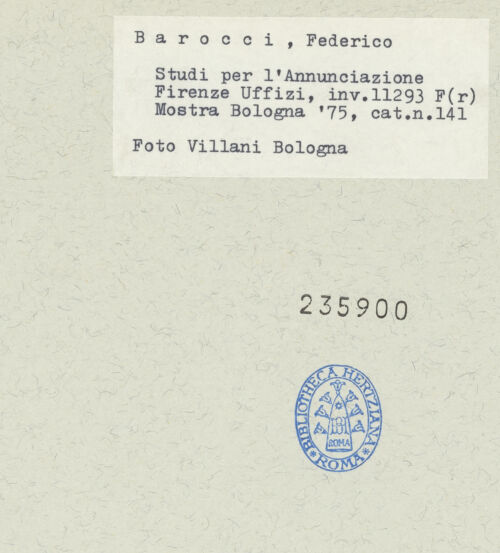 B a r o c c i , Federico
Studi per l'Annunciazione
Firenze Uffizi, inv.11293 F(r)
Mostra Bologna '75, cat.n.141
Foto Villani Bologna
235900
BIBLIOTHECA HERTZIANA
ROMA
* ROMA *